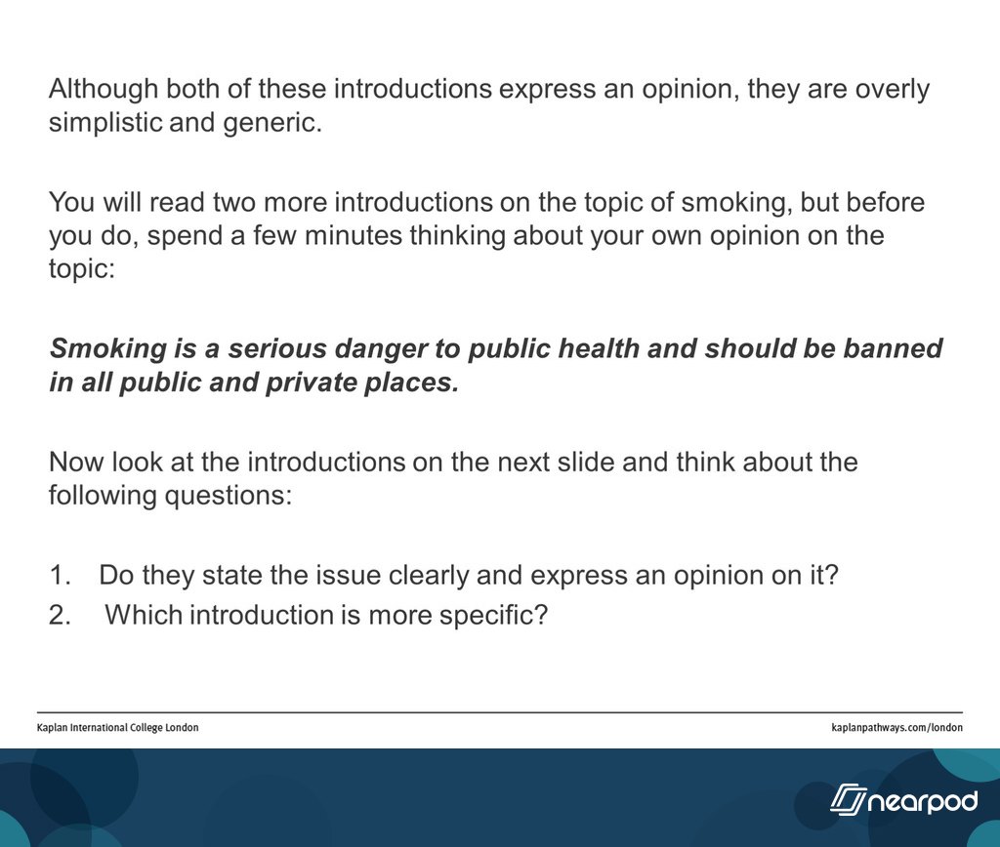 Although both of these introductions express an opinion, they are overly
simplistic and generic.
You will read two more introductions on the topic of smoking, but before
you do, spend a few minutes thinking about your own opinion on the
topic:
Smoking is a serious danger to public health and should be banned
in all public and private places.
Now look at the introductions on the next slide and think about the
following questions:
1. Do they state the issue clearly and express an opinion on it?
2. Which introduction is more specific?
Kaplan International College London
kaplanpathways.com/london
nearpod